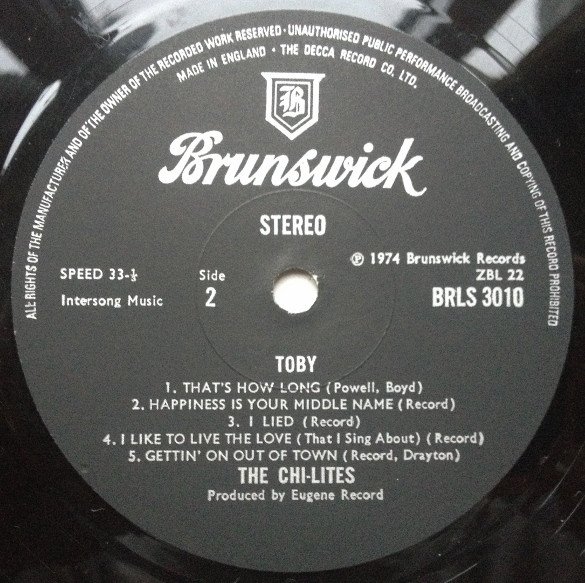 ALL RIGHTS OF THE MANUFACTURER AND OF THE OWNER OF THE RECORDED WORK RESERVED · UNAUTHORISED PUBLIC PERFORMANCE BROADCASTING AND COPYING OF THIS RECORD PROHIBITED
MADE IN ENGLAND · THE DECCA RECORD CO. LTD.
B
Brunswick
STEREO
SPEED 33-⅓
Intersong Music
Side
2
℗ 1974 Brunswick Records
ZBL 22
BRLS 3010
TOBY
1. THAT'S HOW LONG (Powell, Boyd)
2. HAPPINESS IS YOUR MIDDLE NAME (Record)
3. I LIED (Record)
4. I LIKE TO LIVE THE LOVE (That I Sing About) (Record)
5. GETTIN' ON OUT OF TOWN (Record, Drayton)
THE CHI-LITES
Produced by Eugene Record